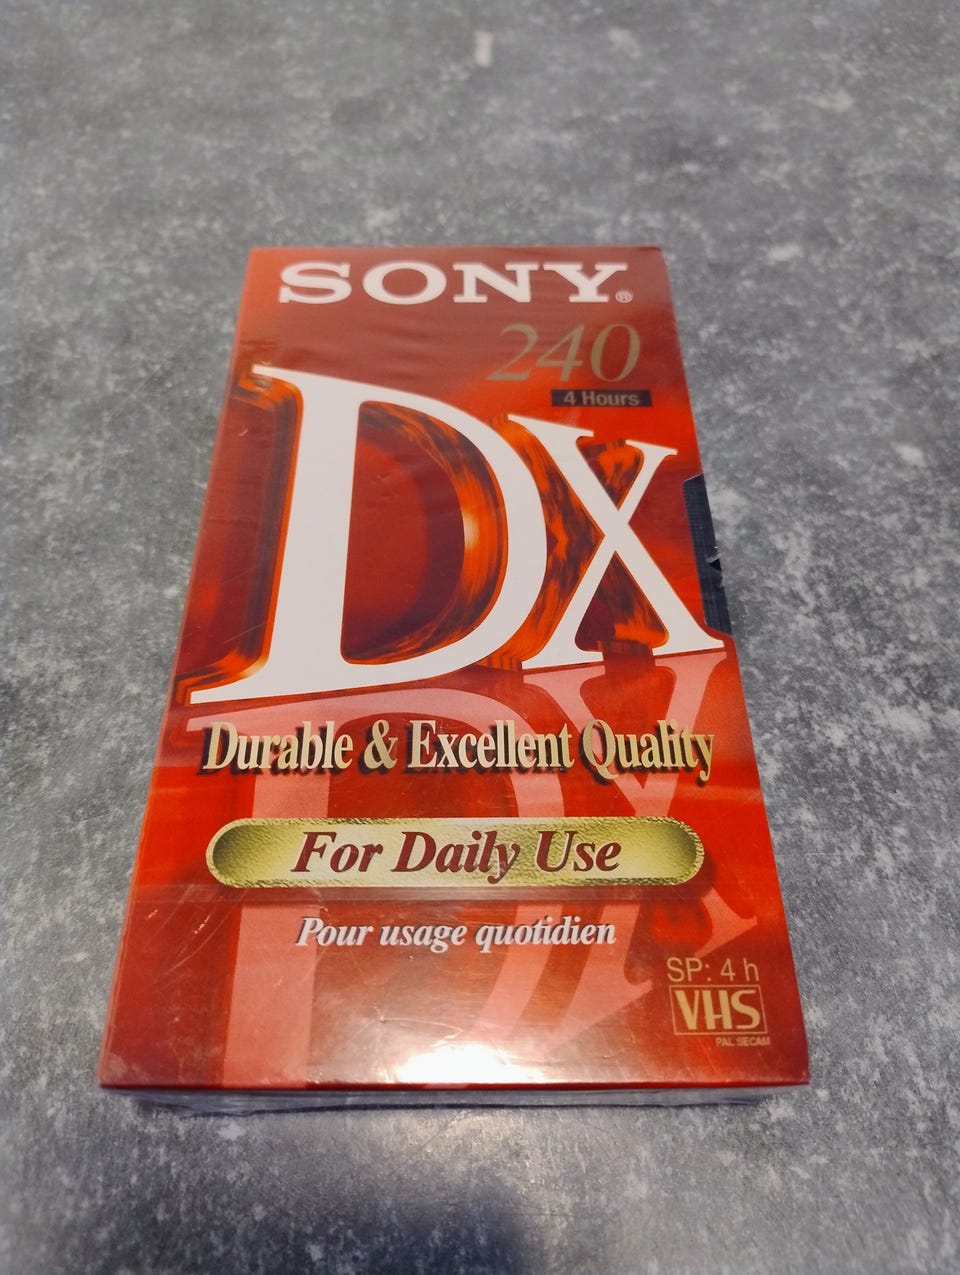 SONY®
240
4 Hours
DX
Durable & Excellent Quality
For Daily Use
Pour usage quotidien
SP: 4 h
VHS
PAL SECAM